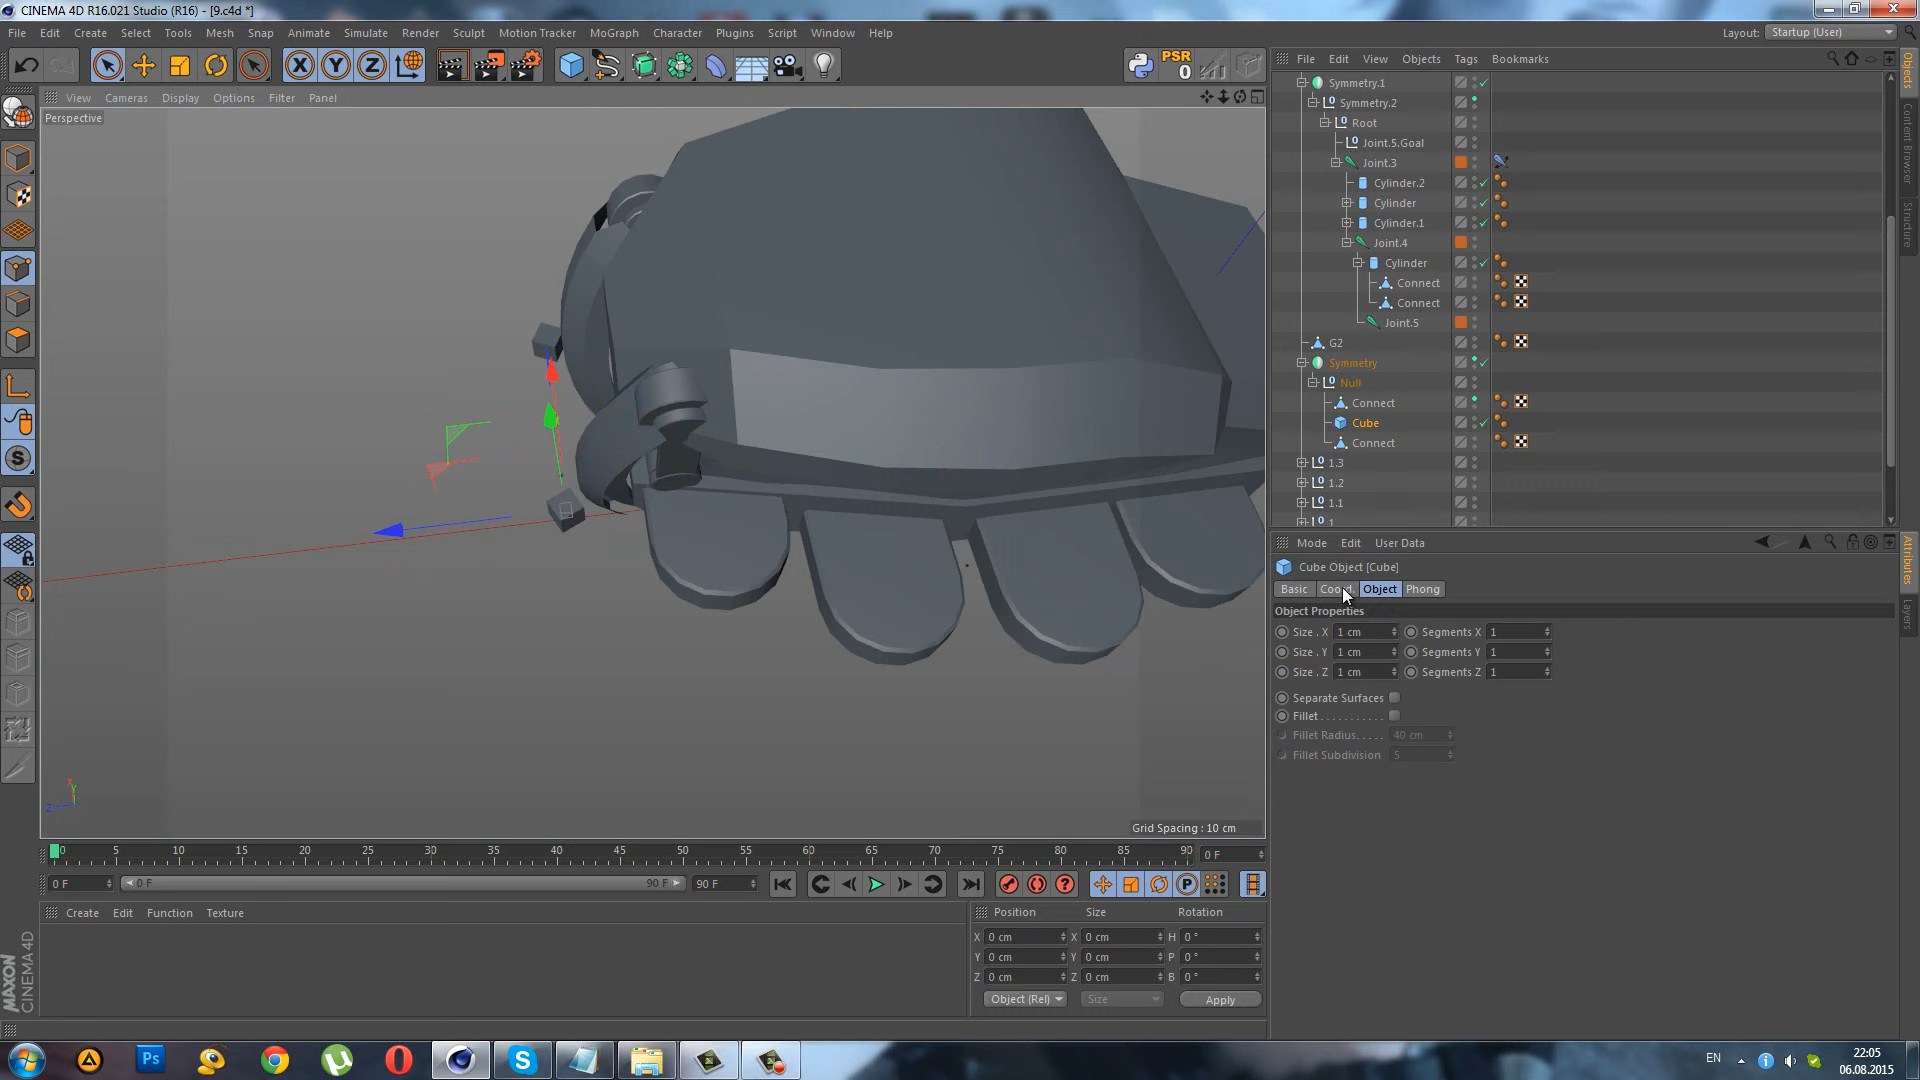 CINEMA 4D R16.021 Studio (R16) - [9.c4d *]
File Edit Create Select Tools Mesh Snap Animate Simulate Render Sculpt Motion Tracker MoGraph Character Plugins Script Window Help
Layout: Startup (User)
X Y Z
PSR
0
File Edit View Objects Tags Bookmarks
View Cameras Display Options Filter Panel
Perspective
Symmetry.1
Symmetry.2
Root
Joint.5.Goal
Joint.3
Cylinder.2
Cylinder
Cylinder.1
Joint.4
Cylinder
Connect
Connect
Joint.5
G2
Symmetry
Null
Connect
Cube
Connect
1.3
1.2
1.1
1
Objects
Content Browser
Structure
Attributes
Layers
Mode Edit User Data
Cube Object [Cube]
Basic Coord. Object Phong
Object Properties
Size . X 1 cm Segments X 1
Size . Y 1 cm Segments Y 1
Size . Z 1 cm Segments Z 1
Separate Surfaces
Fillet
Fillet Radius 40 cm
Fillet Subdivision 5
Grid Spacing : 10 cm
0 5 10 15 20 25 30 35 40 45 50 55 60 65 70 75 80 85 90
0 F
0 F 0 F 90 F 90 F
Create Edit Function Texture
Position Size Rotation
X 0 cm X 0 cm H 0 °
Y 0 cm Y 0 cm P 0 °
Z 0 cm Z 0 cm B 0 °
Object (Rel) Size Apply
MAXON
CINEMA 4D
Ps
EN
22:05
06.08.2015